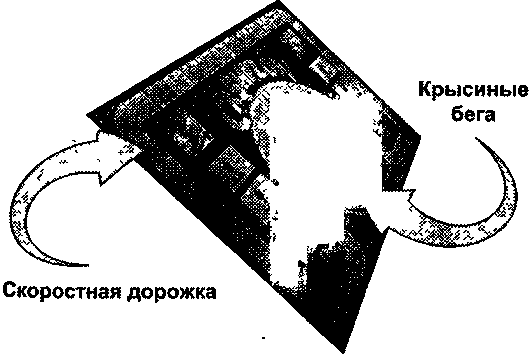 Крысиные
бега
Скоростная дорожка